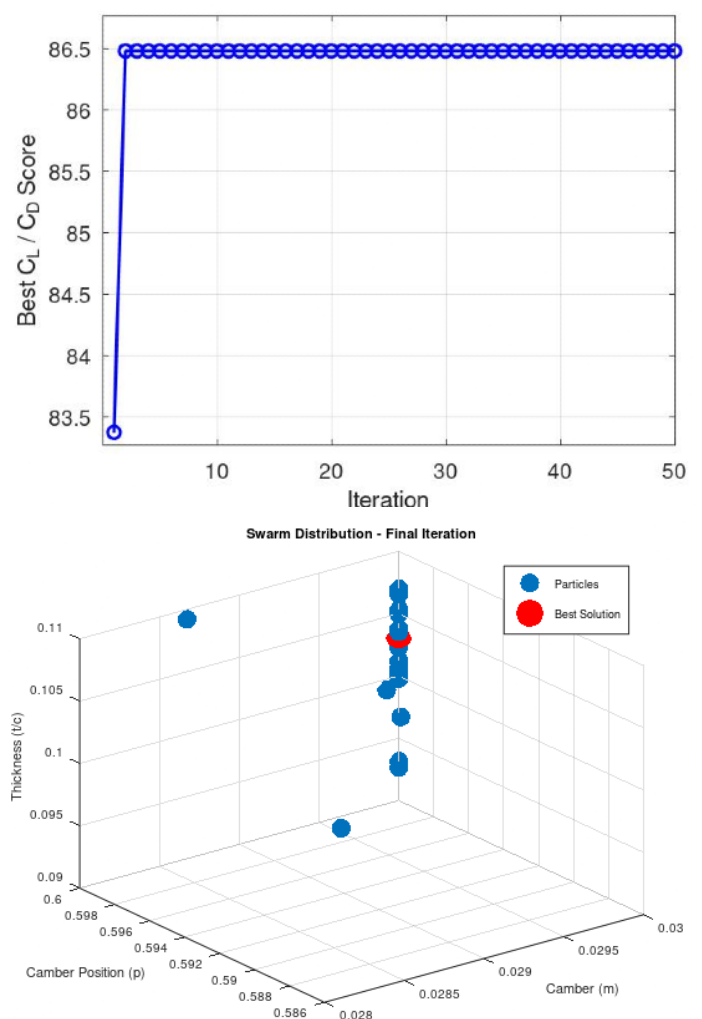 86.5
86
85.5
85
84.5
84
83.5
Best C_L / C_D Score
10 20 30 40 50
Iteration
Swarm Distribution - Final Iteration
Particles
Best Solution
0.11
0.105
0.1
0.095
0.09
Thickness (t/c)
0.6
0.598
0.596
0.594
0.592
0.59
0.588
0.586
Camber Position (p)
0.028
0.0285
0.029
0.0295
0.03
Camber (m)